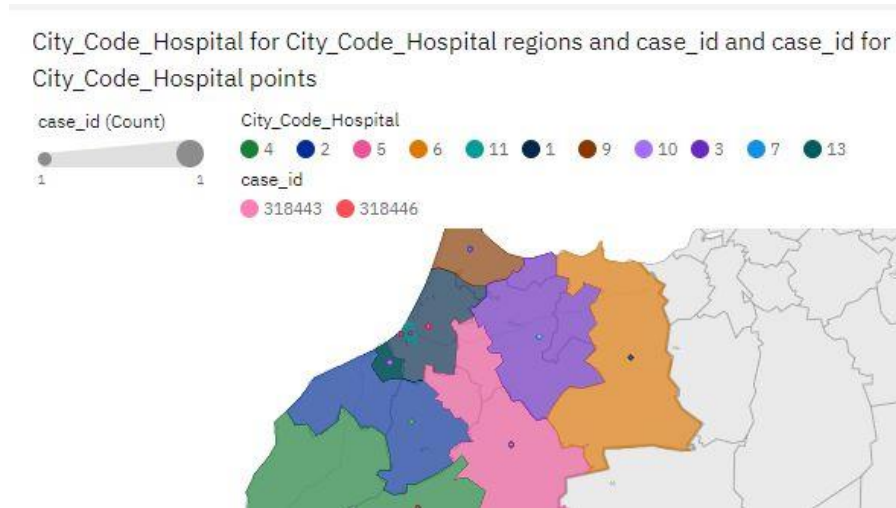 City_Code_Hospital for City_Code_Hospital regions and case_id and case_id for
City_Code_Hospital points
case_id (Count)
1 1
City_Code_Hospital
4 2 5 6 11 1 9 10 3 7 13
case_id
318443 318446